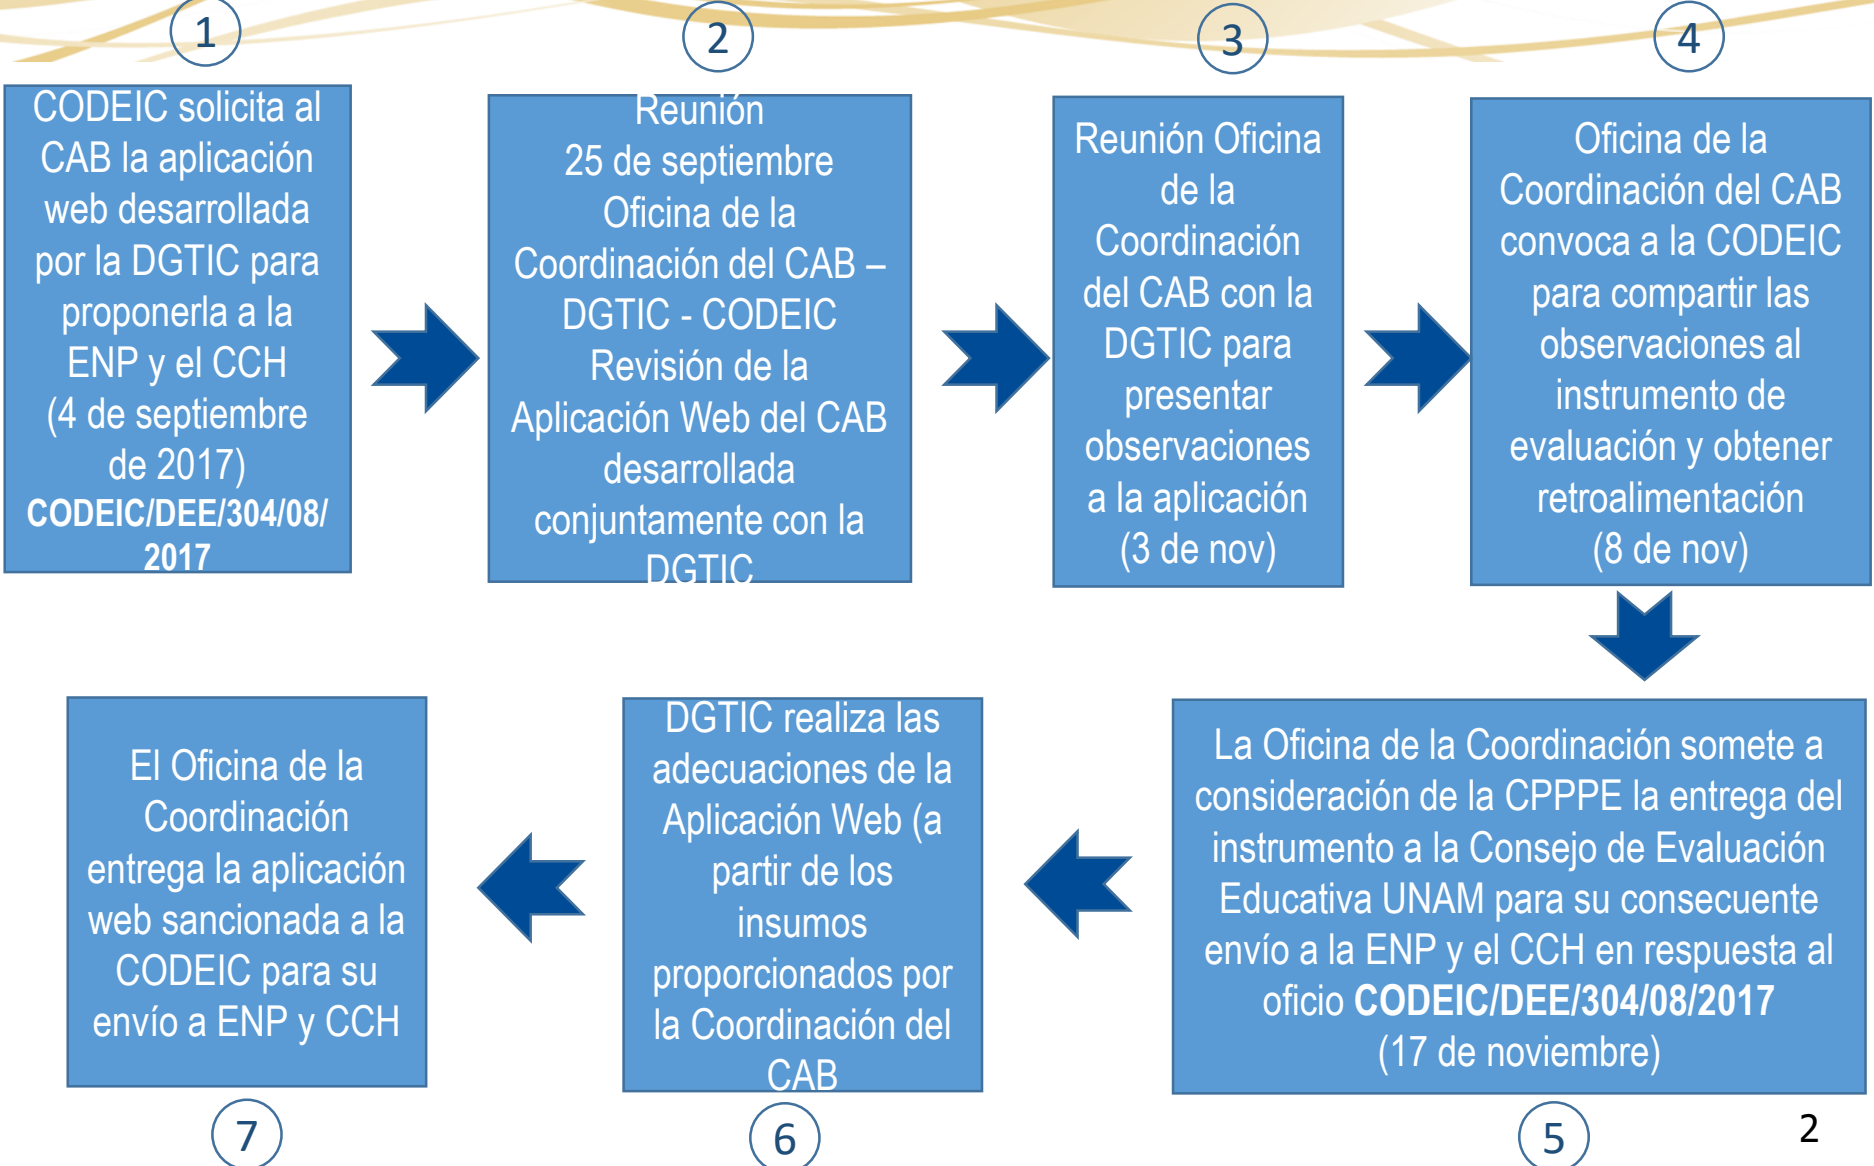 1
CODEIC solicita al
CAB la aplicación
web desarrollada
por la DGTIC para
proponerla a la
ENP y el CCH
(4 de septiembre
de 2017)
CODEIC/DEE/304/08/
2017
2
Reunión
25 de septiembre
Oficina de la
Coordinación del CAB –
DGTIC - CODEIC
Revisión de la
Aplicación Web del CAB
desarrollada
conjuntamente con la
DGTIC
3
Reunión Oficina
de la
Coordinación
del CAB con la
DGTIC para
presentar
observaciones
a la aplicación
(3 de nov)
4
Oficina de la
Coordinación del CAB
convoca a la CODEIC
para compartir las
observaciones al
instrumento de
evaluación y obtener
retroalimentación
(8 de nov)
La Oficina de la Coordinación somete a
consideración de la CPPPE la entrega del
instrumento a la Consejo de Evaluación
Educativa UNAM para su consecuente
envío a la ENP y el CCH en respuesta al
oficio CODEIC/DEE/304/08/2017
(17 de noviembre)
5
DGTIC realiza las
adecuaciones de la
Aplicación Web (a
partir de los
insumos
proporcionados por
la Coordinación del
CAB
6
El Oficina de la
Coordinación
entrega la aplicación
web sancionada a la
CODEIC para su
envío a ENP y CCH
7
2